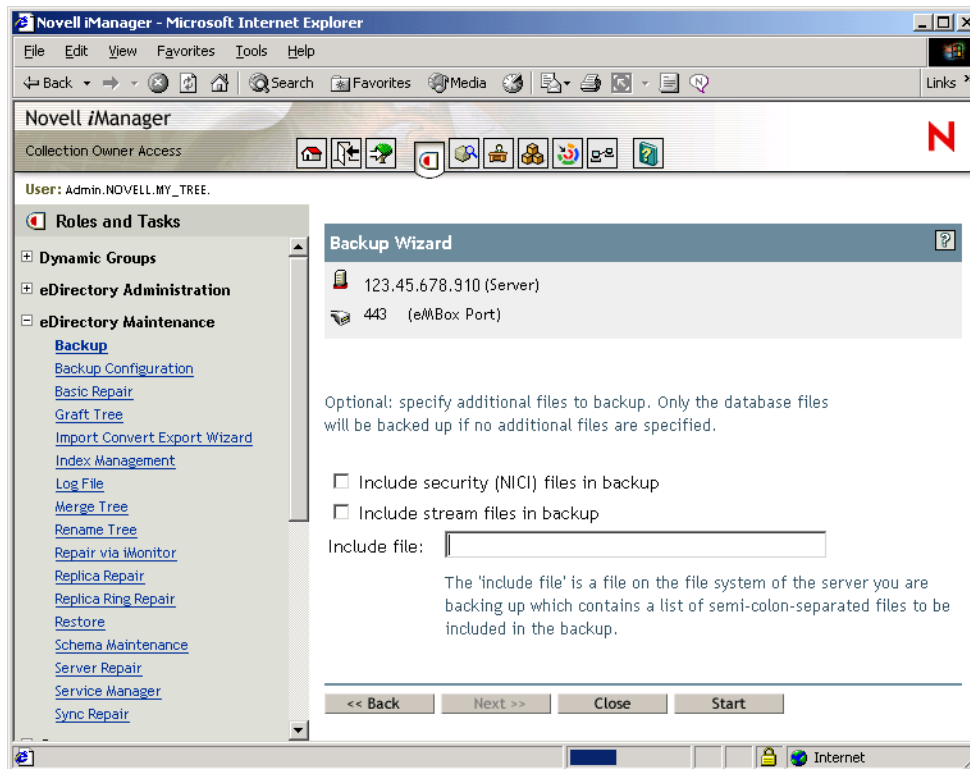 Novell iManager - Microsoft Internet Explorer
File Edit View Favorites Tools Help
Back Search Favorites Media Links »
Novell iManager
Collection Owner Access
N
User: Admin.NOVELL.MY_TREE.
Roles and Tasks
Dynamic Groups
eDirectory Administration
eDirectory Maintenance
Backup
Backup Configuration
Basic Repair
Graft Tree
Import Convert Export Wizard
Index Management
Log File
Merge Tree
Rename Tree
Repair via iMonitor
Replica Repair
Replica Ring Repair
Restore
Schema Maintenance
Server Repair
Service Manager
Sync Repair
Backup Wizard
?
123.45.678.910 (Server)
443 (eMBox Port)
Optional: specify additional files to backup. Only the database files
will be backed up if no additional files are specified.
Include security (NICI) files in backup
Include stream files in backup
Include file:
The 'include file' is a file on the file system of the server you are
backing up which contains a list of semi-colon-separated files to be
included in the backup.
<< Back Next >> Close Start
Internet